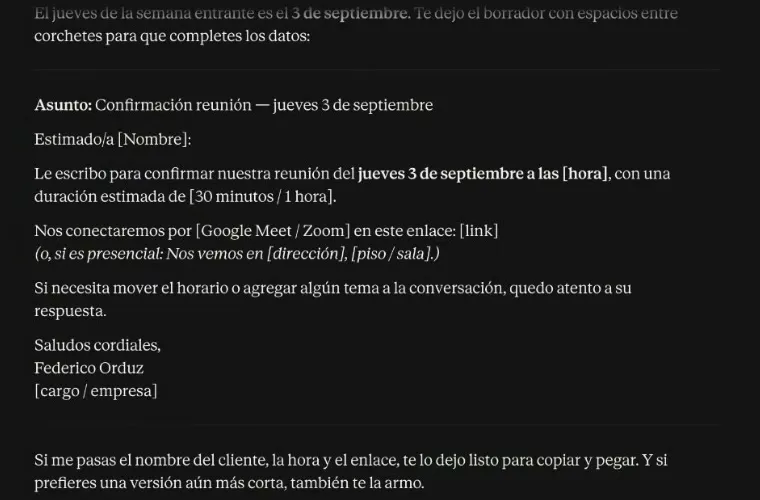 El jueves de la semana entrante es el 3 de septiembre. Te dejo el borrador con espacios entre
corchetes para que completes los datos:
Asunto: Confirmación reunión — jueves 3 de septiembre
Estimado/a [Nombre]:
Le escribo para confirmar nuestra reunión del jueves 3 de septiembre a las [hora], con una
duración estimada de [30 minutos / 1 hora].
Nos conectaremos por [Google Meet / Zoom] en este enlace: [link]
(o, si es presencial: Nos vemos en [dirección], [piso / sala].)
Si necesita mover el horario o agregar algún tema a la conversación, quedo atento a su
respuesta.
Saludos cordiales,
Federico Orduz
[cargo / empresa]
Si me pasas el nombre del cliente, la hora y el enlace, te lo dejo listo para copiar y pegar. Y si
prefieres una versión aún más corta, también te la armo.